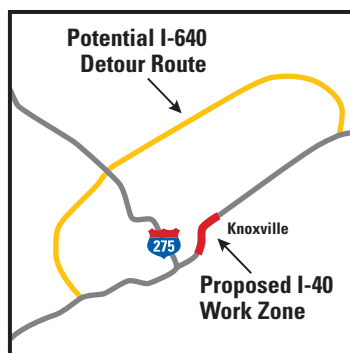 Potential I-640
Detour Route
Knoxville
275
Proposed I-40
Work Zone